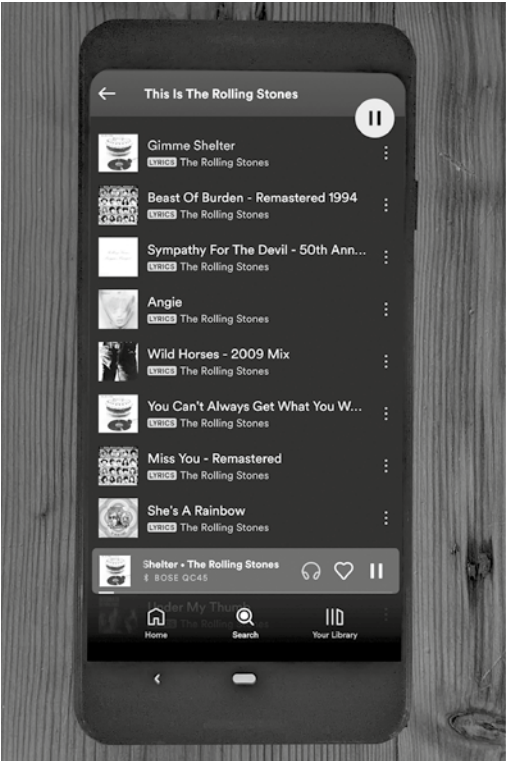 This Is The Rolling Stones
Gimme Shelter
LYRICS The Rolling Stones
Beast Of Burden - Remastered 1994
LYRICS The Rolling Stones
Sympathy For The Devil - 50th Ann...
LYRICS The Rolling Stones
Angie
LYRICS The Rolling Stones
Wild Horses - 2009 Mix
LYRICS The Rolling Stones
You Can't Always Get What You W...
LYRICS The Rolling Stones
Miss You - Remastered
LYRICS The Rolling Stones
She's A Rainbow
LYRICS The Rolling Stones
Shelter • The Rolling Stones
BOSE QC45
Under My Thumb
Home
Search
Your Library